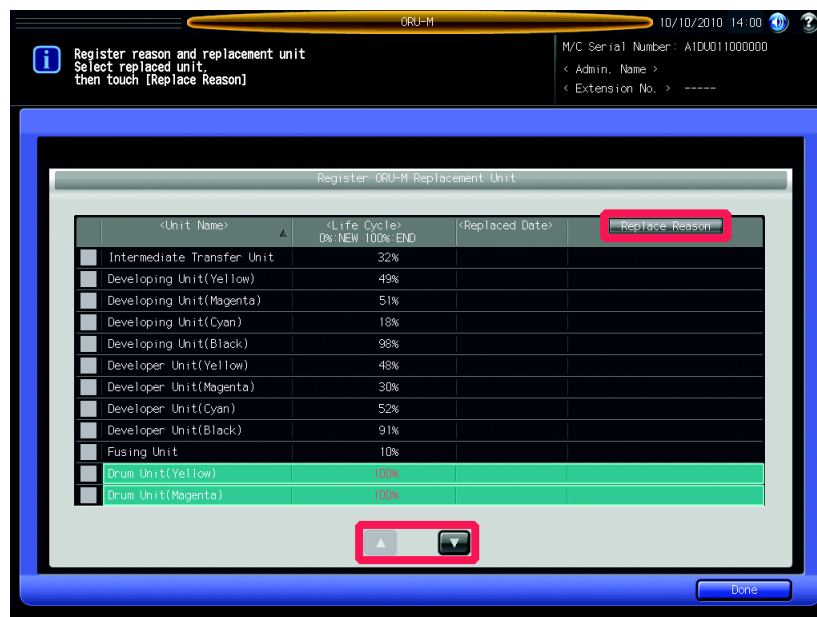 ORU-M
10/10/2010 14:00
Register reason and replacement unit
Select replaced unit,
then touch [Replace Reason]
M/C Serial Number: A1DU011000000
< Admin. Name >
< Extension No. > -----
Register ORU-M Replacement Unit
<Unit Name> <Life Cycle> <Replaced Date> Replace Reason
0%:NEW 100%:END
Intermediate Transfer Unit 32%
Developing Unit(Yellow) 49%
Developing Unit(Magenta) 51%
Developing Unit(Cyan) 18%
Developing Unit(Black) 98%
Developer Unit(Yellow) 48%
Developer Unit(Magenta) 30%
Developer Unit(Cyan) 52%
Developer Unit(Black) 91%
Fusing Unit 10%
Drum Unit(Yellow) 100%
Drum Unit(Magenta) 100%
Done